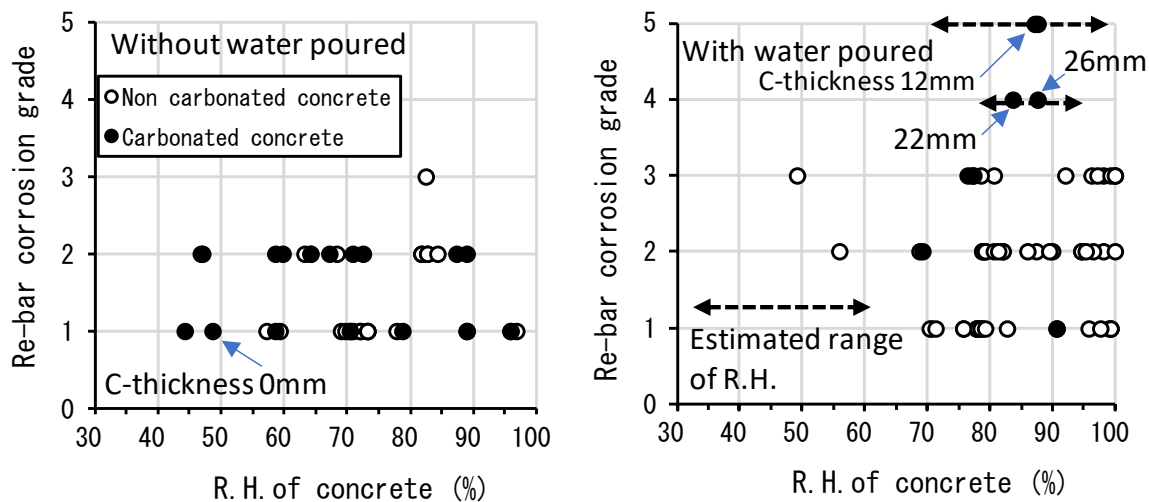 Re-bar corrosion grade
5
4
3
2
1
0
Without water poured
Non carbonated concrete
Carbonated concrete
C-thickness 0mm
30 40 50 60 70 80 90 100
R.H. of concrete (%)
Re-bar corrosion grade
5
4
3
2
1
0
With water poured
C-thickness 12mm
26mm
22mm
Estimated range
of R.H.
30 40 50 60 70 80 90 100
R.H. of concrete (%)